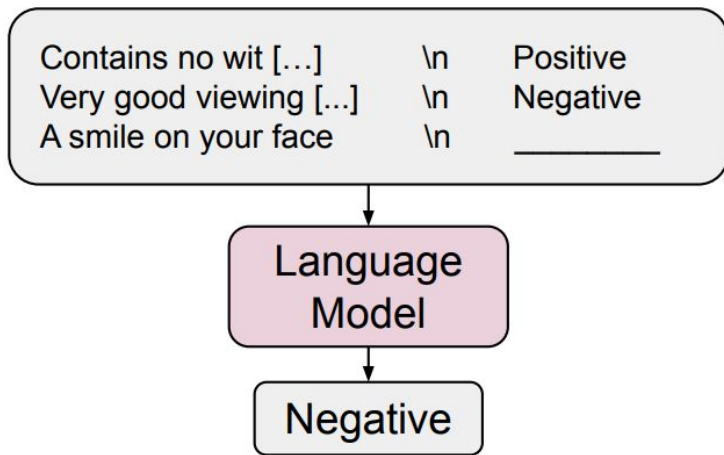 Contains no wit […] \n Positive
Very good viewing [...] \n Negative
A smile on your face \n ________
Language
Model
Negative